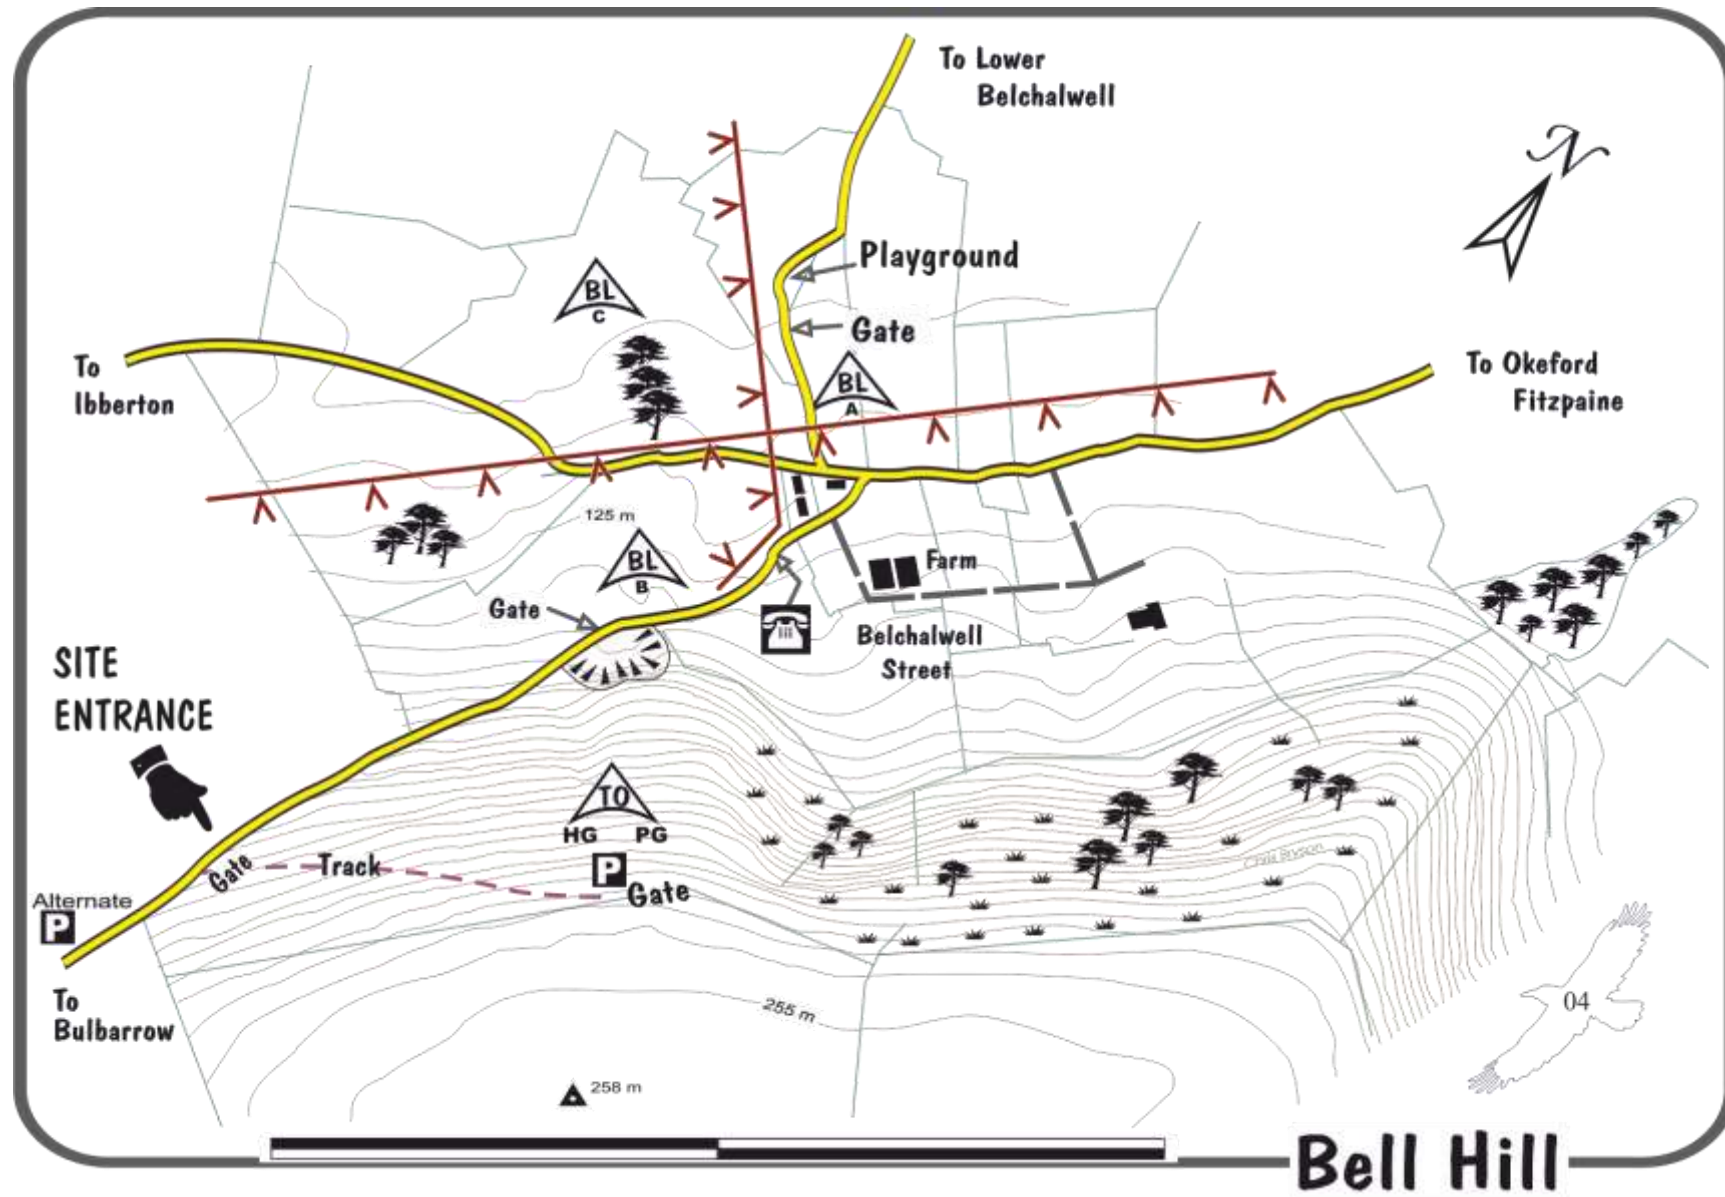 To Lower
Belchalwell
N
Playground
BL
C
Gate
To
Ibberton
BL
A
To Okeford
Fitzpaine
125 m
BL
B
Farm
Gate
Belchalwell
Street
SITE
ENTRANCE
TO
HG PG
Gate
Track
P
Gate
Alternate
P
To
Bulbarrow
255 m
04
258 m
Bell Hill